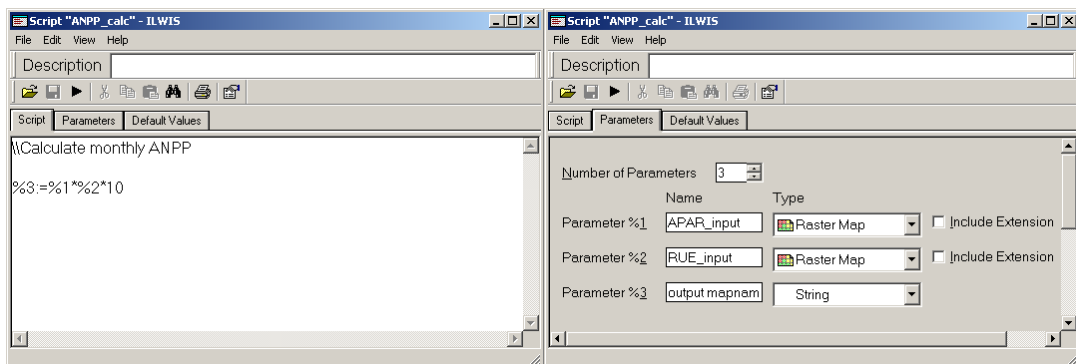 Script "ANPP_calc" - ILWIS
File Edit View Help
Description
Script Parameters Default Values
\\Calculate monthly ANPP
%3:=%1*%2*10
Script "ANPP_calc" - ILWIS
File Edit View Help
Description
Script Parameters Default Values
Number of Parameters 3
Name Type
Parameter %1 APAR_input Raster Map Include Extension
Parameter %2 RUE_input Raster Map Include Extension
Parameter %3 output mapnam String